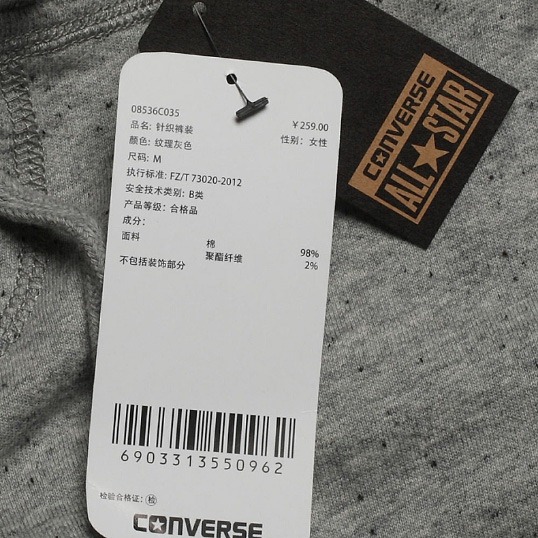 08536C035
¥259.00
品名: 针织裤装
性别: 女性
颜色: 纹理灰色
尺码: M
执行标准: FZ/T 73020-2012
安全技术类别: B类
产品等级: 合格品
成分:
面料
棉 98%
聚酯纤维 2%
不包括装饰部分
6903313550962
检验合格证: 检
CONVERSE
CONVERSE
ALL STAR